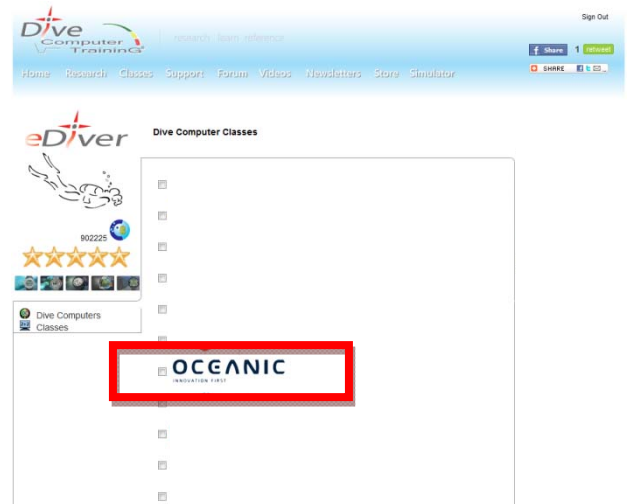 Sign Out
Dive
Computer
Training
research learn reference
Share 1 retweet
SHARE
Home Research Classes Support Forum Videos Newsletters Store Simulator
eDiver
Dive Computer Classes
902225
Dive Computers
Classes
OCEANIC
INNOVATION FIRST